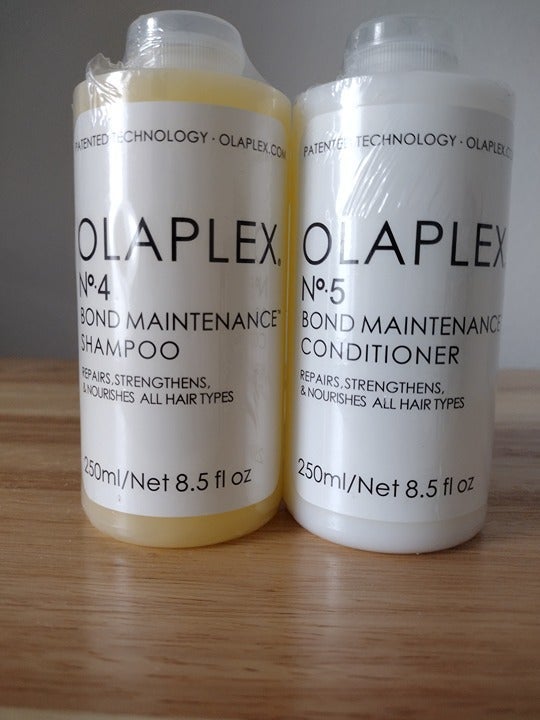 PATENTED TECHNOLOGY · OLAPLEX.COM
OLAPLEX.
Nº.4
BOND MAINTENANCE™
SHAMPOO
REPAIRS, STRENGTHENS,
& NOURISHES ALL HAIR TYPES
250ml/Net 8.5 fl oz
PATENTED TECHNOLOGY · OLAPLEX.CO
OLAPLEX
Nº.5
BOND MAINTENANCE
CONDITIONER
REPAIRS, STRENGTHENS,
& NOURISHES ALL HAIR TYPES
250ml/Net 8.5 fl oz